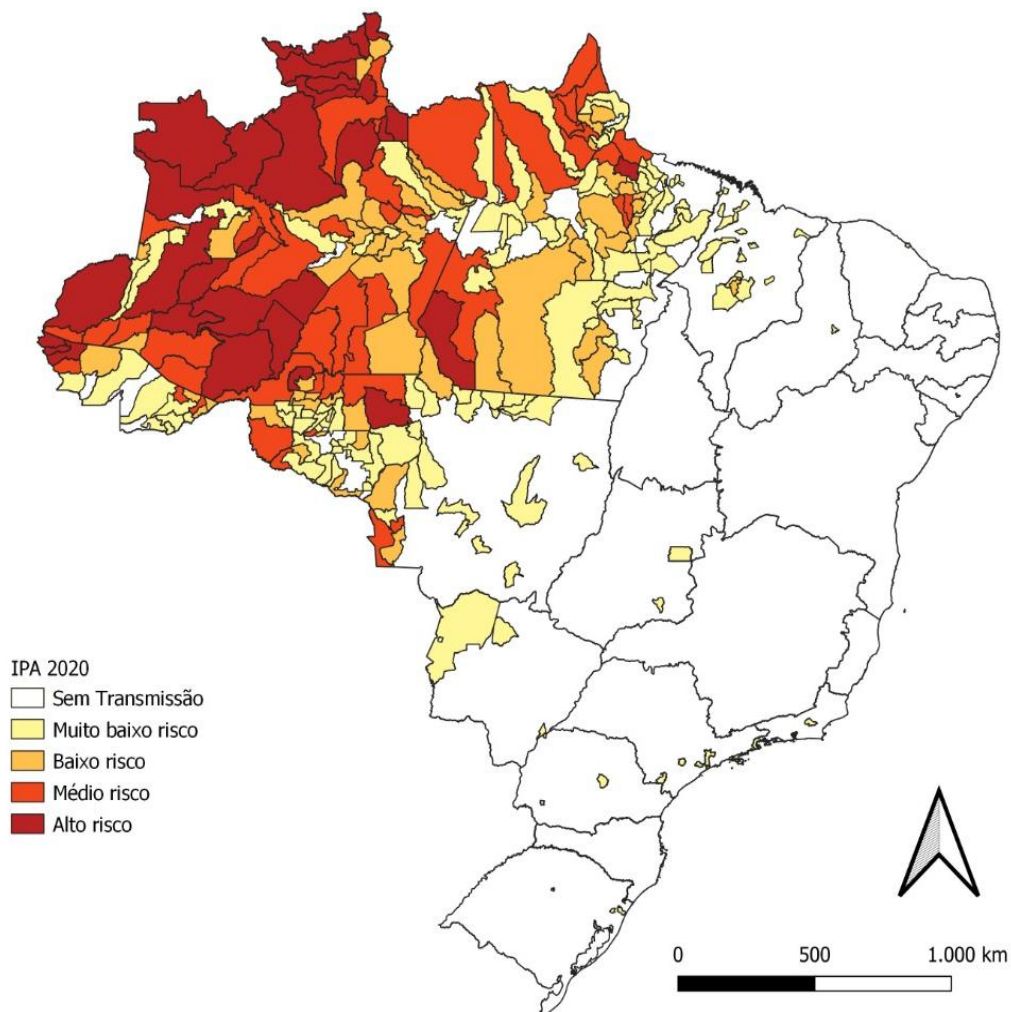 IPA 2020
Sem Transmissão
Muito baixo risco
Baixo risco
Médio risco
Alto risco
0 500 1.000 km